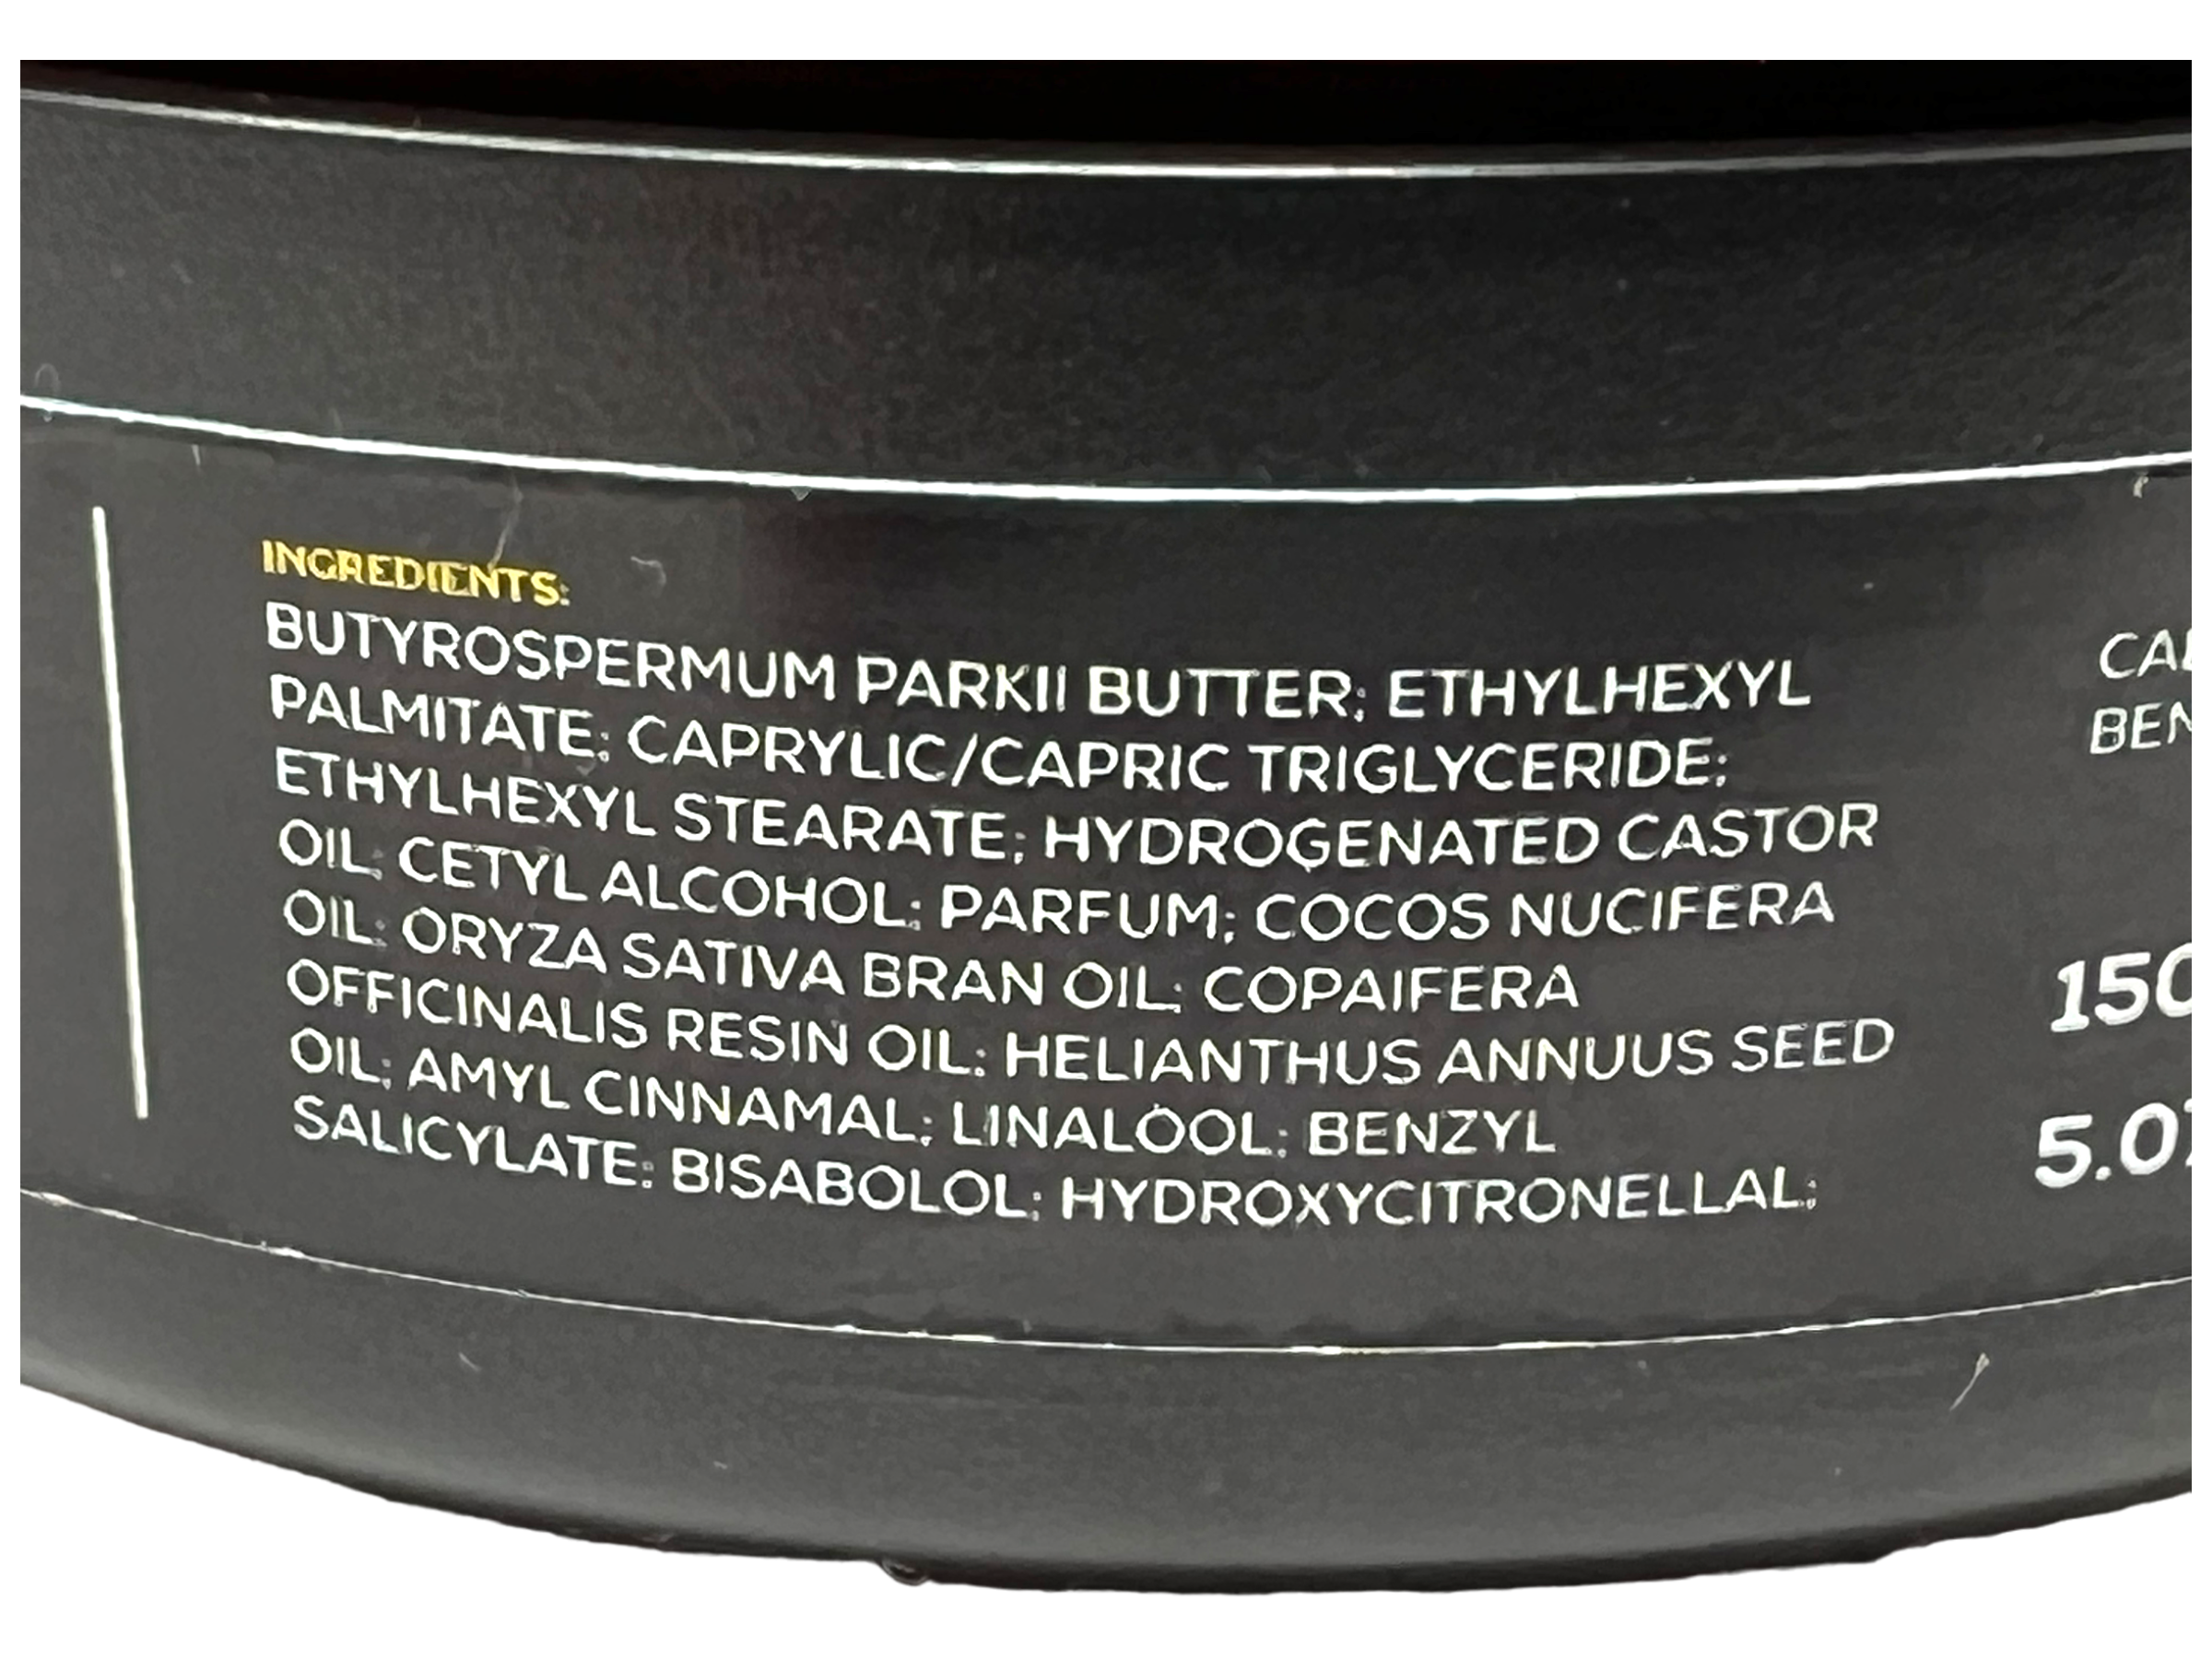 INGREDIENTS:
BUTYROSPERMUM PARKII BUTTER; ETHYLHEXYL
PALMITATE; CAPRYLIC/CAPRIC TRIGLYCERIDE;
ETHYLHEXYL STEARATE; HYDROGENATED CASTOR
OIL; CETYL ALCOHOL; PARFUM; COCOS NUCIFERA
OIL; ORYZA SATIVA BRAN OIL; COPAIFERA
OFFICINALIS RESIN OIL; HELIANTHUS ANNUUS SEED
OIL; AMYL CINNAMAL; LINALOOL; BENZYL
SALICYLATE; BISABOLOL; HYDROXYCITRONELLAL;
BEN
150